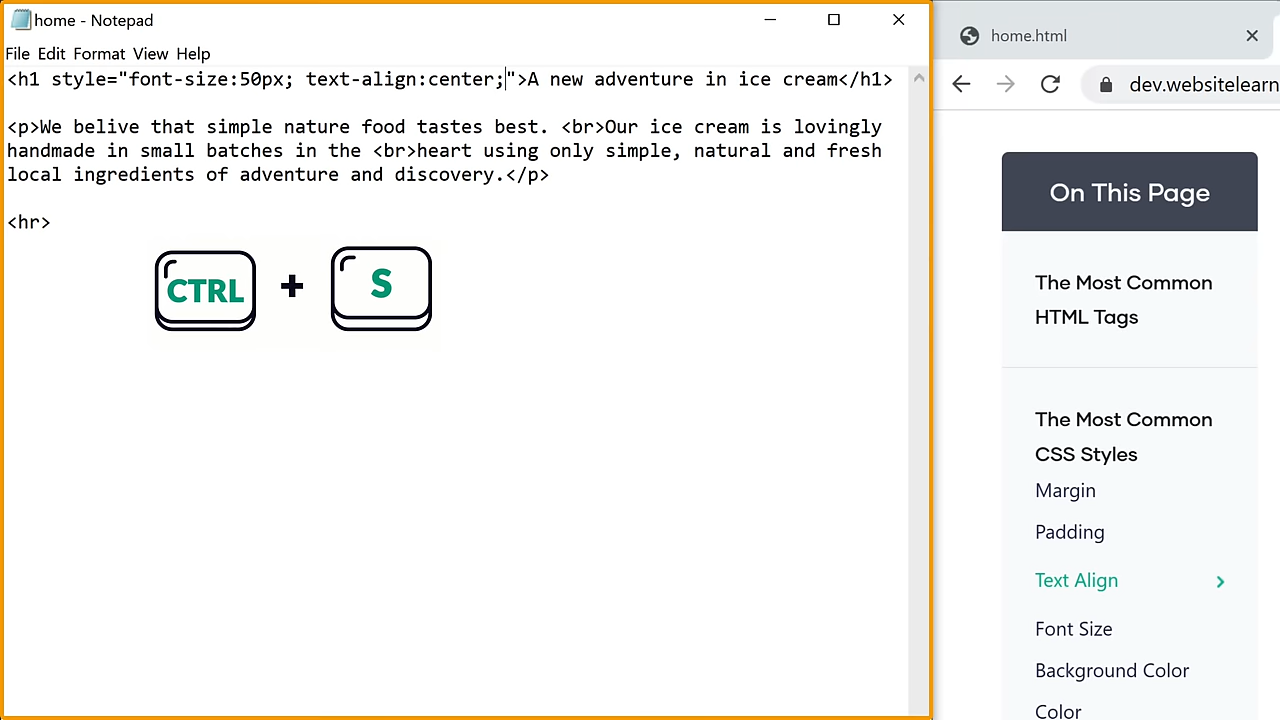 home - Notepad
File Edit Format View Help
<h1 style="font-size:50px; text-align:center;">A new adventure in ice cream</h1>
<p>We belive that simple nature food tastes best. <br>Our ice cream is lovingly
handmade in small batches in the <br>heart using only simple, natural and fresh
local ingredients of adventure and discovery.</p>
<hr>
CTRL + S
home.html
dev.websitelearn
On This Page
The Most Common
HTML Tags
The Most Common
CSS Styles
Margin
Padding
Text Align
Font Size
Background Color
Color